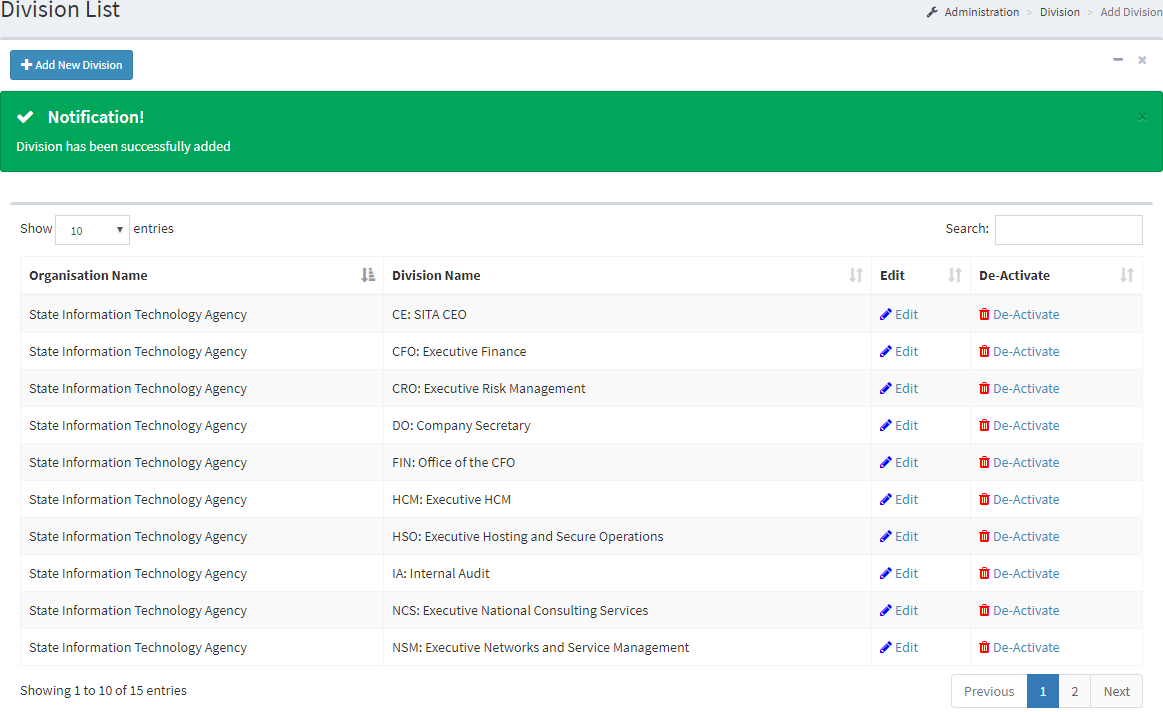 Division List
Administration > Division > Add Division
Add New Division
Notification!
Division has been successfully added
Show 10 entries
Search:
Organisation Name Division Name Edit De-Activate
State Information Technology Agency CE: SITA CEO Edit De-Activate
State Information Technology Agency CFO: Executive Finance Edit De-Activate
State Information Technology Agency CRO: Executive Risk Management Edit De-Activate
State Information Technology Agency DO: Company Secretary Edit De-Activate
State Information Technology Agency FIN: Office of the CFO Edit De-Activate
State Information Technology Agency HCM: Executive HCM Edit De-Activate
State Information Technology Agency HSO: Executive Hosting and Secure Operations Edit De-Activate
State Information Technology Agency IA: Internal Audit Edit De-Activate
State Information Technology Agency NCS: Executive National Consulting Services Edit De-Activate
State Information Technology Agency NSM: Executive Networks and Service Management Edit De-Activate
Showing 1 to 10 of 15 entries
Previous 1 2 Next